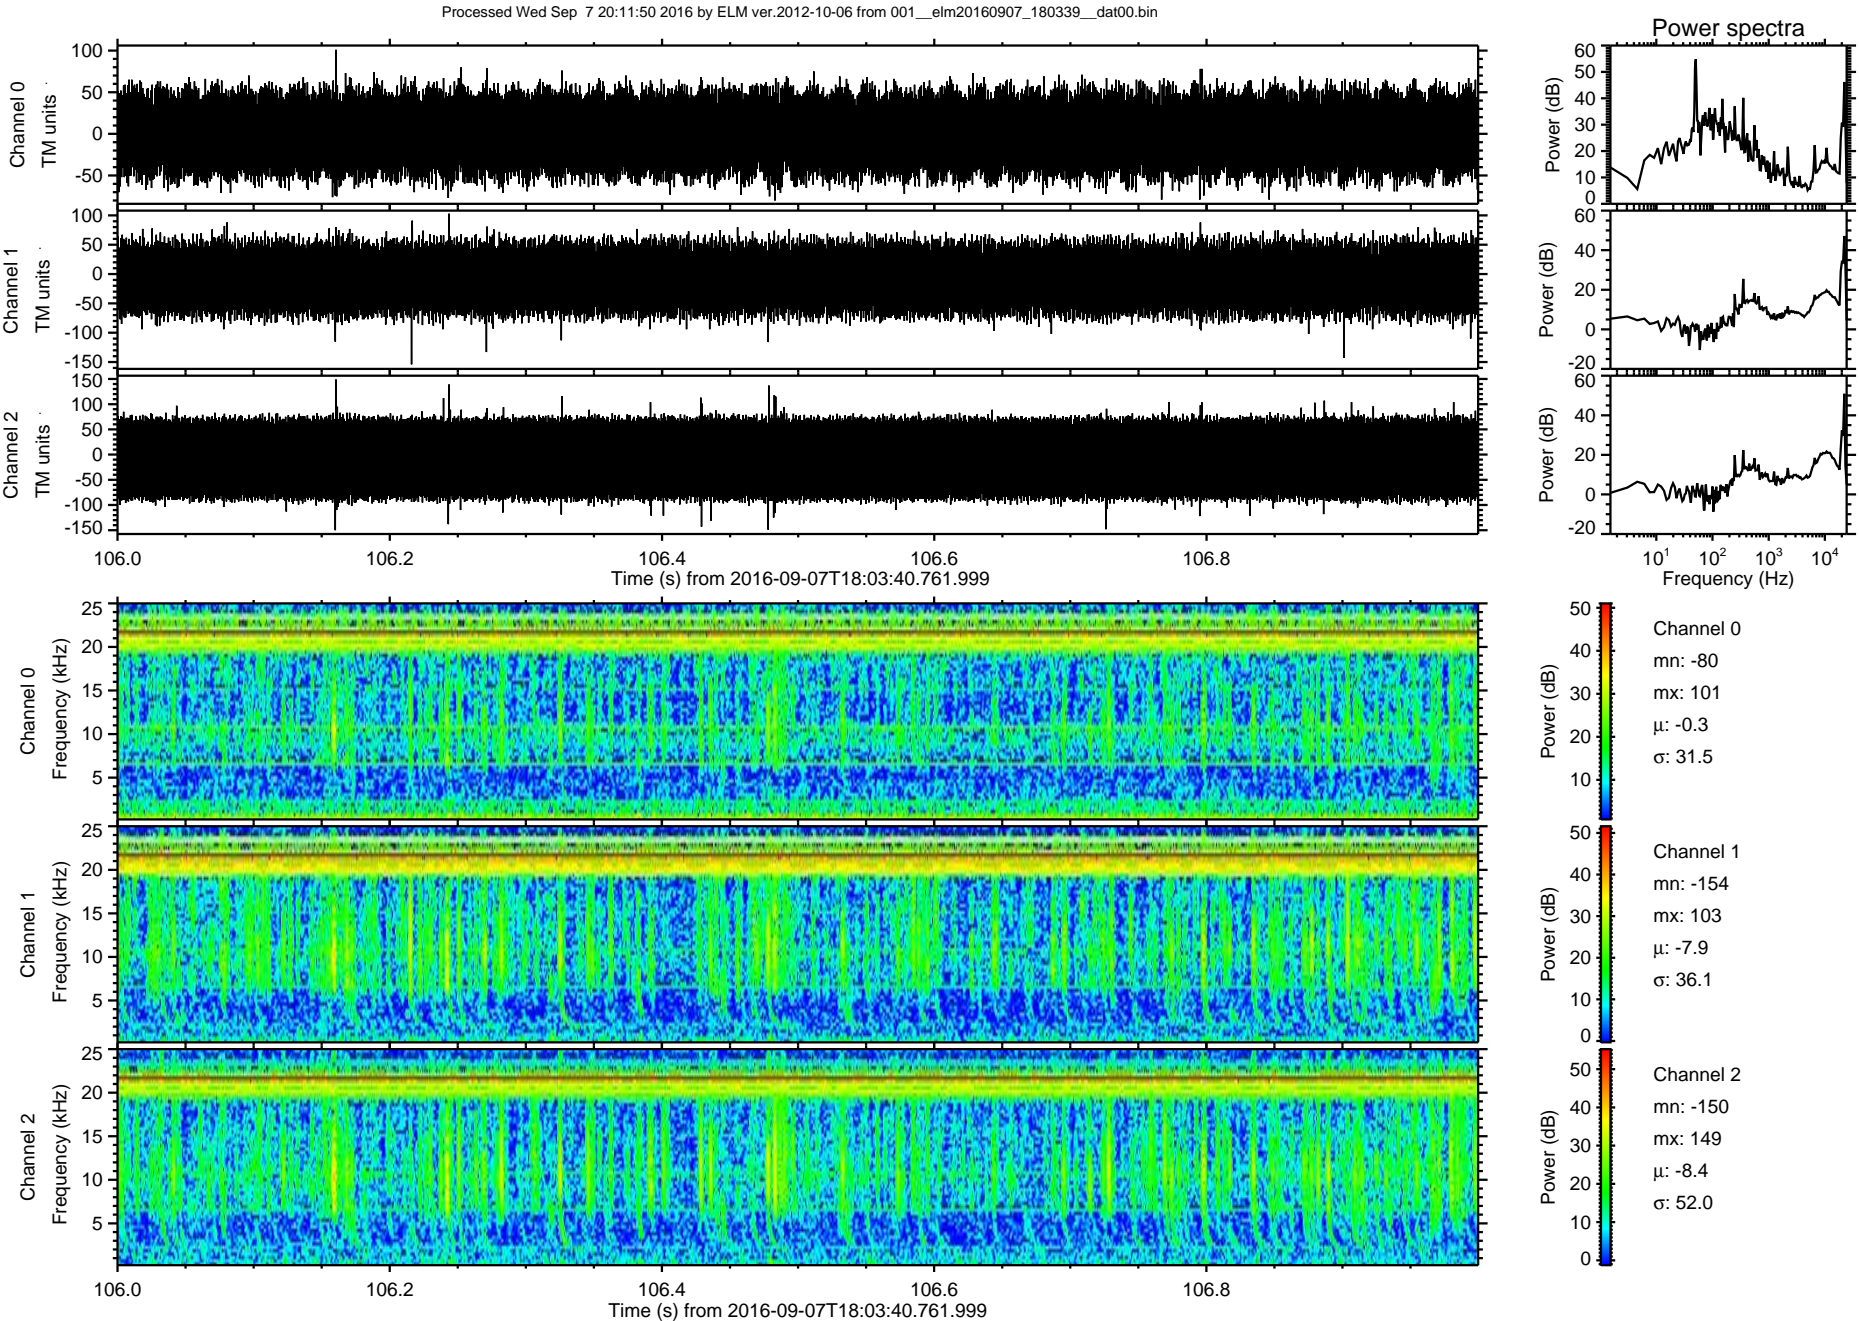 Processed Wed Sep 7 20:11:50 2016 by ELM ver.2012-10-06 from 001__elm20160907_180339__dat00.bin
Power spectra
Channel 0
TM units
100
50
0
-50
Power (dB)
60
50
40
30
20
10
0
Channel 1
TM units
100
50
0
-50
-100
-150
Power (dB)
60
40
20
0
-20
Channel 2
TM units
150
100
50
0
-50
-100
-150
Power (dB)
60
40
20
0
-20
106.0 106.2 106.4 106.6 106.8
Time (s) from 2016-09-07T18:03:40.761.999
10¹ 10² 10³ 10⁴
Frequency (Hz)
Channel 0
Frequency (kHz)
25
20
15
10
5
Power (dB)
50
40
30
20
10
Channel 0
mn: -80
mx: 101
μ: -0.3
σ: 31.5
Channel 1
Frequency (kHz)
25
20
15
10
5
Power (dB)
50
40
30
20
10
0
Channel 1
mn: -154
mx: 103
μ: -7.9
σ: 36.1
Channel 2
Frequency (kHz)
25
20
15
10
5
Power (dB)
50
40
30
20
10
0
Channel 2
mn: -150
mx: 149
μ: -8.4
σ: 52.0
106.0 106.2 106.4 106.6 106.8
Time (s) from 2016-09-07T18:03:40.761.999